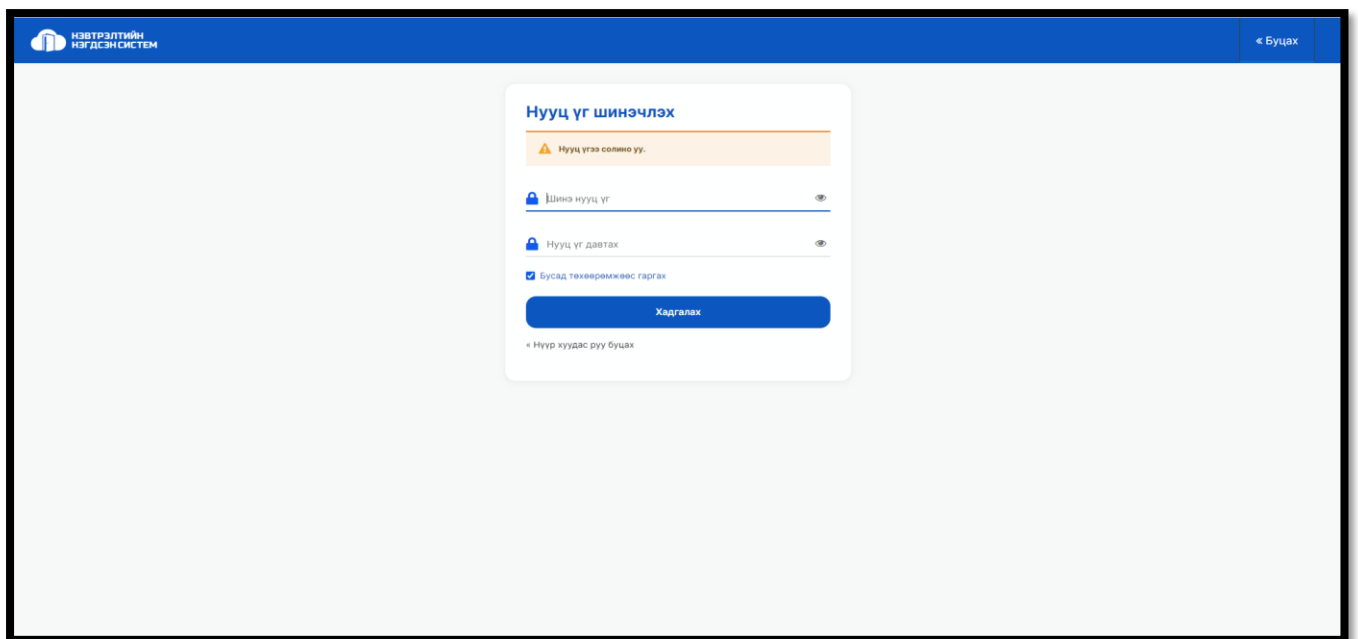 НЭВТРЭЛТИЙН
НЭГДСЭН СИСТЕМ
« Буцах
Нууц үг шинэчлэх
Нууц үгээ солино уу.
Шинэ нууц үг
Нууц үг давтах
Бусад төхөөрөмжөөс гаргах
Хадгалах
« Нүүр хуудас руу буцах